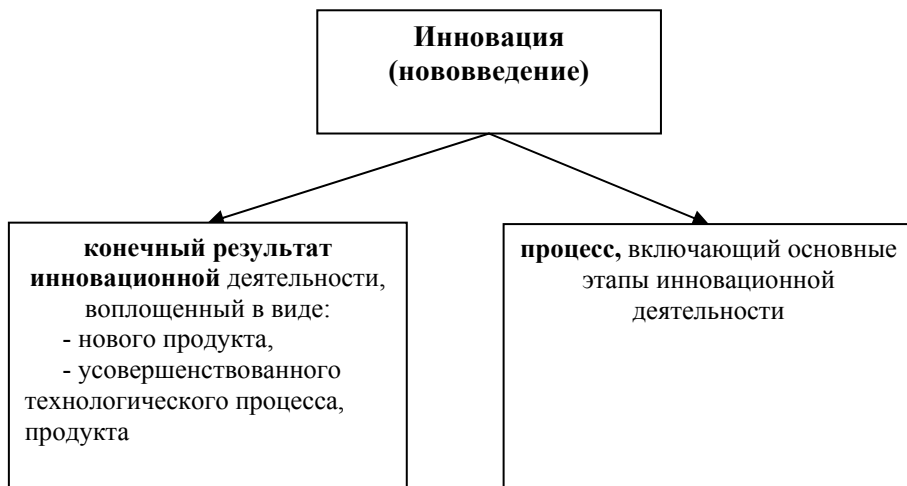 Инновация
(нововведение)
конечный результат
инновационной деятельности,
воплощенный в виде:
- нового продукта,
- усовершенствованного
технологического процесса,
продукта
процесс, включающий основные
этапы инновационной
деятельности